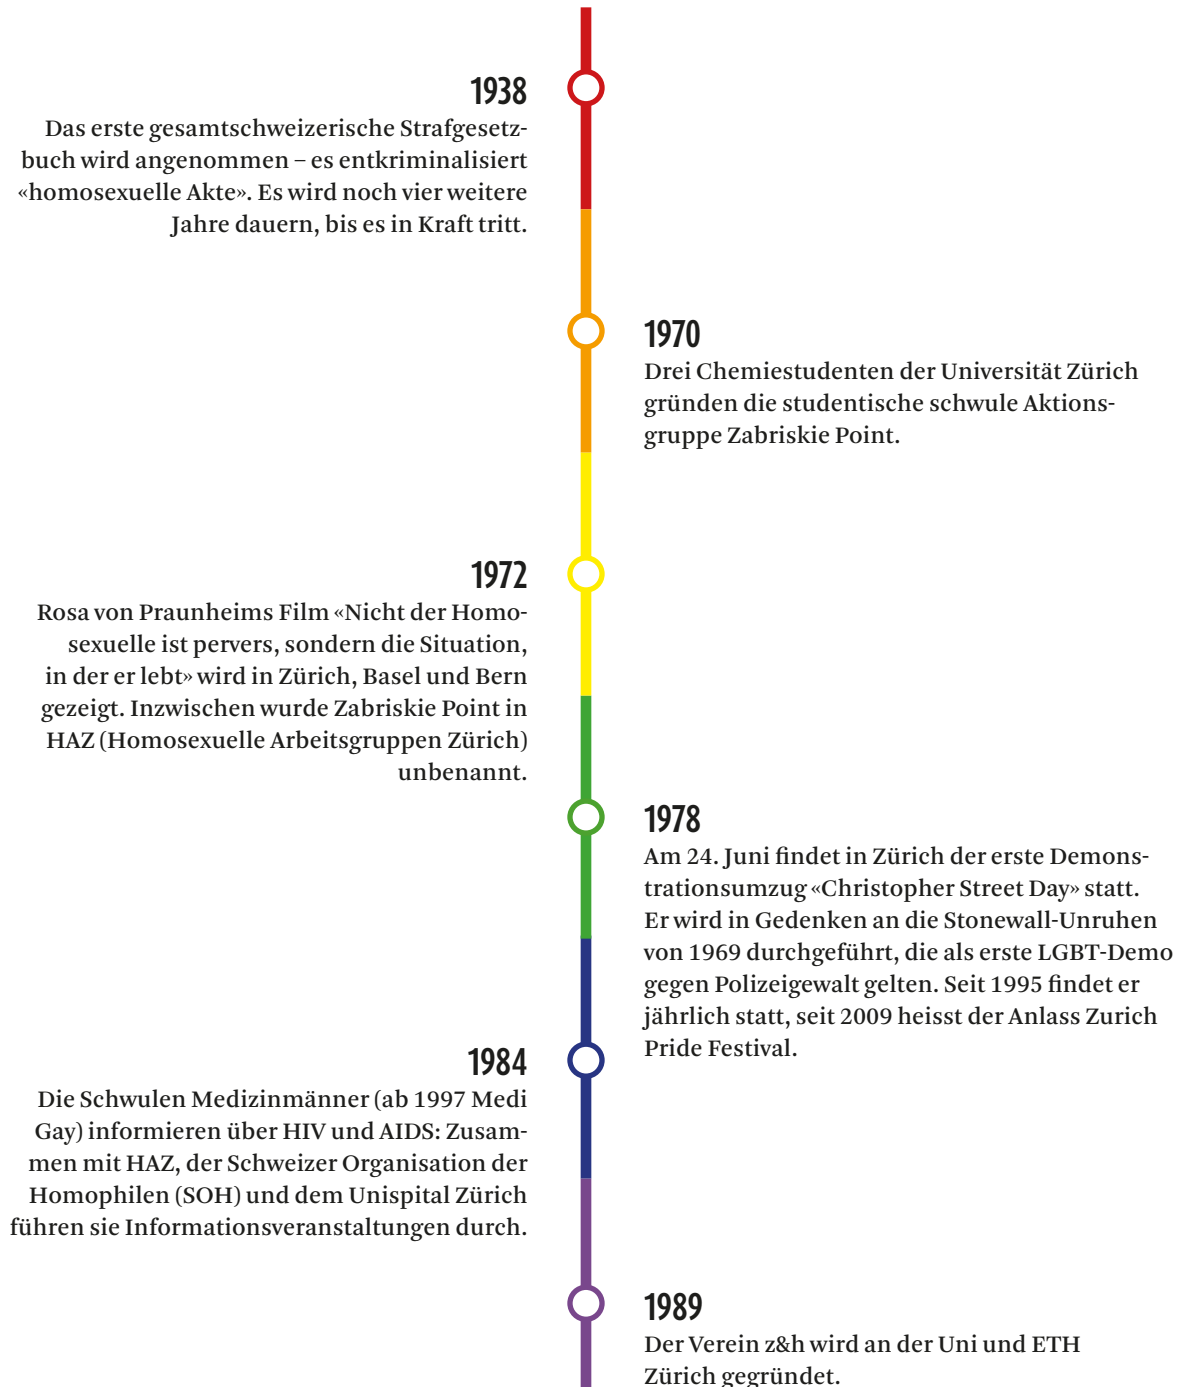 1938
Das erste gesamtschweizerische Strafgesetz-
buch wird angenommen – es entkriminalisiert
«homosexuelle Akte». Es wird noch vier weitere
Jahre dauern, bis es in Kraft tritt.
1970
Drei Chemiestudenten der Universität Zürich
gründen die studentische schwule Aktions-
gruppe Zabriskie Point.
1972
Rosa von Praunheims Film «Nicht der Homo-
sexuelle ist pervers, sondern die Situation,
in der er lebt» wird in Zürich, Basel und Bern
gezeigt. Inzwischen wurde Zabriskie Point in
HAZ (Homosexuelle Arbeitsgruppen Zürich)
unbenannt.
1978
Am 24. Juni findet in Zürich der erste Demons-
trationsumzug «Christopher Street Day» statt.
Er wird in Gedenken an die Stonewall-Unruhen
von 1969 durchgeführt, die als erste LGBT-Demo
gegen Polizeigewalt gelten. Seit 1995 findet er
jährlich statt, seit 2009 heisst der Anlass Zurich
Pride Festival.
1984
Die Schwulen Medizinmänner (ab 1997 Medi
Gay) informieren über HIV und AIDS: Zusam-
men mit HAZ, der Schweizer Organisation der
Homophilen (SOH) und dem Unispital Zürich
führen sie Informationsveranstaltungen durch.
1989
Der Verein z&h wird an der Uni und ETH
Zürich gegründet.